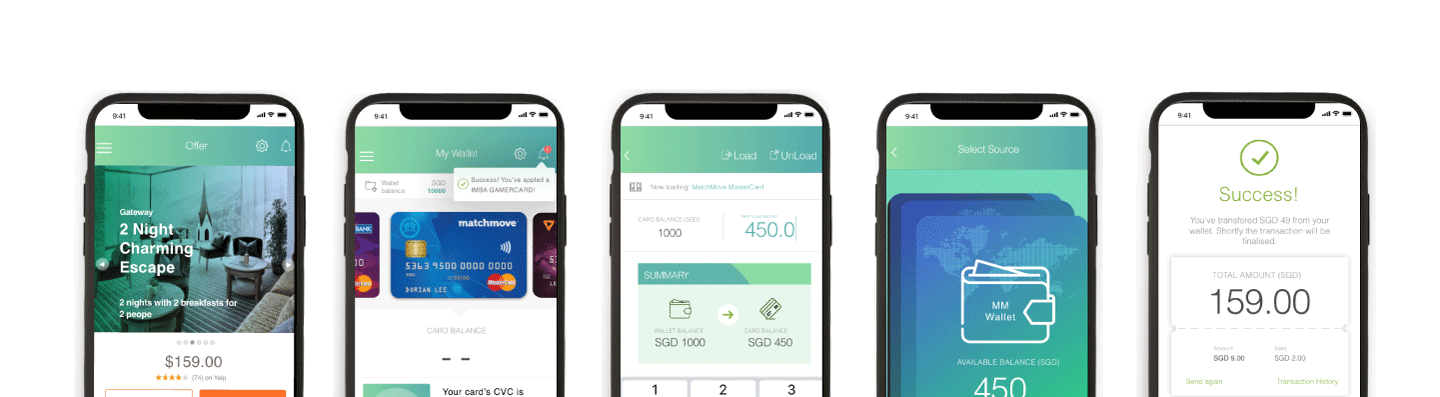 9:41
Offer
Gateway
2 Night
Charming
Escape
2 nights with 2 breakfasts for
2 peope
$159.00
(74) on Yelp
9:41
My Wallet
1
Wallet
balance
SGD
10000
Success! You've applied a
IMBA GAMERCARD!
BANK
matchmove
5363 9500 0000 0000
DORIAN LEE
MasterCard
CARD BALANCE
– –
Your card's CVC is
9:41
Load UnLoad
Now loading: MatchMove MasterCard
CARD BALANCE (SGD)
1000
450.0
SUMMARY
WALLET BALANCE
SGD 1000
CARD BALANCE
SGD 450
1 2 3
9:41
Select Source
MM
Wallet
AVAILABLE BALANCE (SGD)
450
9:41
Success!
You've transfered SGD 49 from your
wallet. Shortly the transaction will be
finalised.
TOTAL AMOUNT (SGD)
159.00
Amount
SGD 9.00
Fees
SGD 2.00
Send again
Transaction History